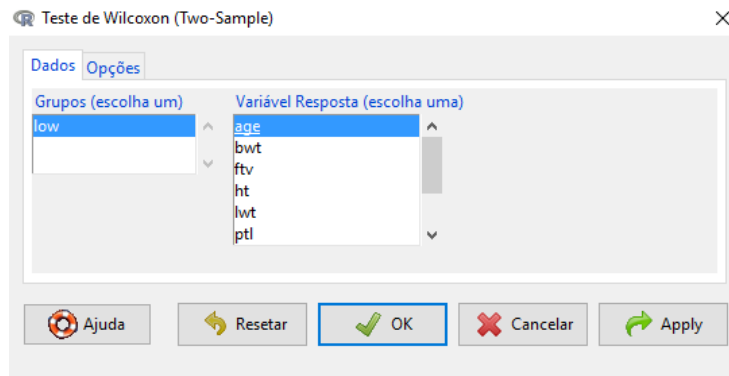 Teste de Wilcoxon (Two-Sample)
Dados Opções
Grupos (escolha um) Variável Resposta (escolha uma)
low
age
bwt
ftv
ht
lwt
ptl
Ajuda Resetar OK Cancelar Apply